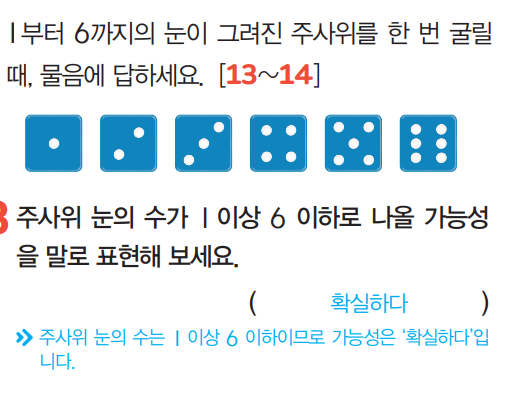 1부터 6까지의 눈이 그려진 주사위를 한 번 굴릴
때, 물음에 답하세요. [13~14]
주사위 눈의 수가 1 이상 6 이하로 나올 가능성
을 말로 표현해 보세요.
( 확실하다 )
주사위 눈의 수는 1 이상 6 이하이므로 가능성은 ‘확실하다’입
니다.